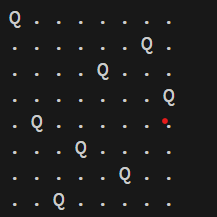 Q . . . . . . .
. . . . . . Q .
. . . . Q . . .
. . . . . . . Q
. Q . . . . . .
. . . Q . . . .
. . . . . Q . .
. . Q . . . . .